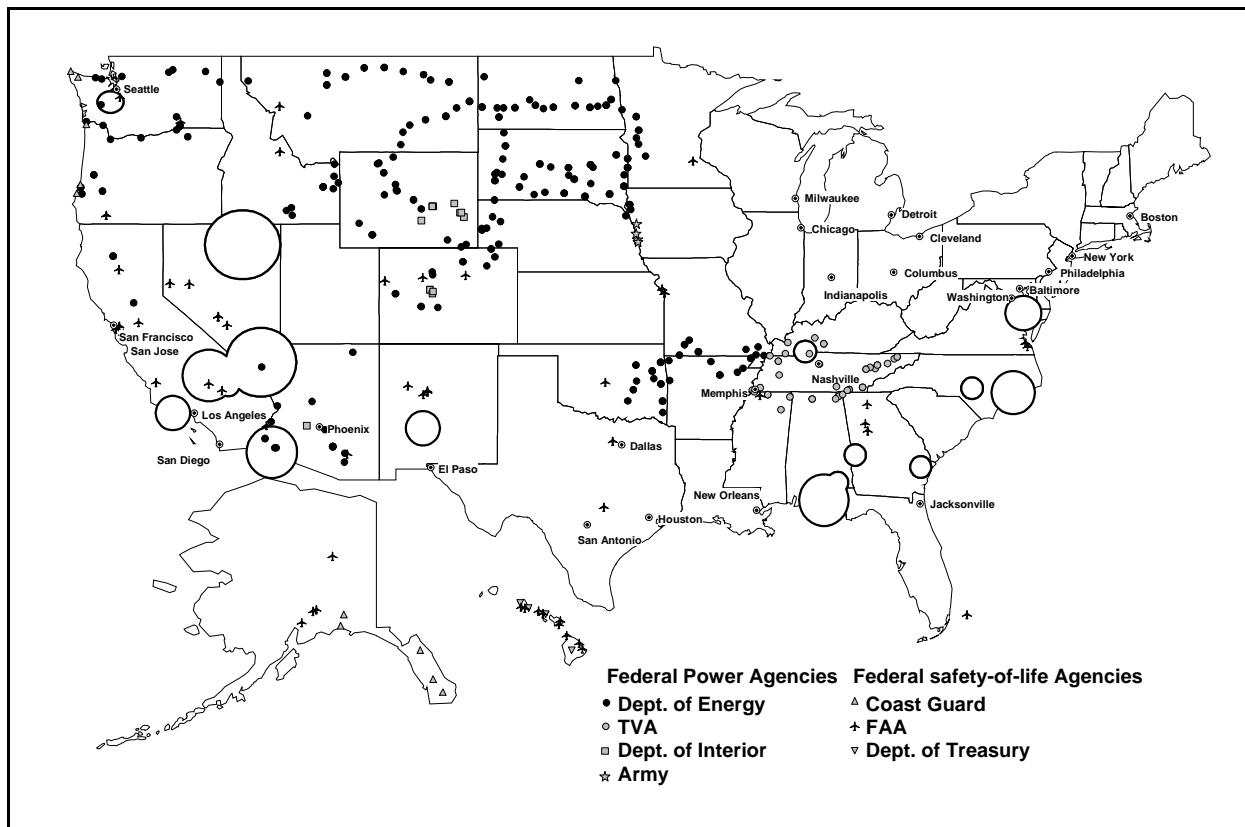 Seattle
Milwaukee
Detroit
Boston
Chicago
Cleveland
New York
Columbus
Philadelphia
Indianapolis
Washington
Baltimore
San Francisco
San Jose
Nashville
Memphis
Los Angeles
Phoenix
San Diego
Dallas
El Paso
New Orleans
Jacksonville
Houston
San Antonio
Federal Power Agencies
Dept. of Energy
TVA
Dept. of Interior
Army
Federal safety-of-life Agencies
Coast Guard
FAA
Dept. of Treasury